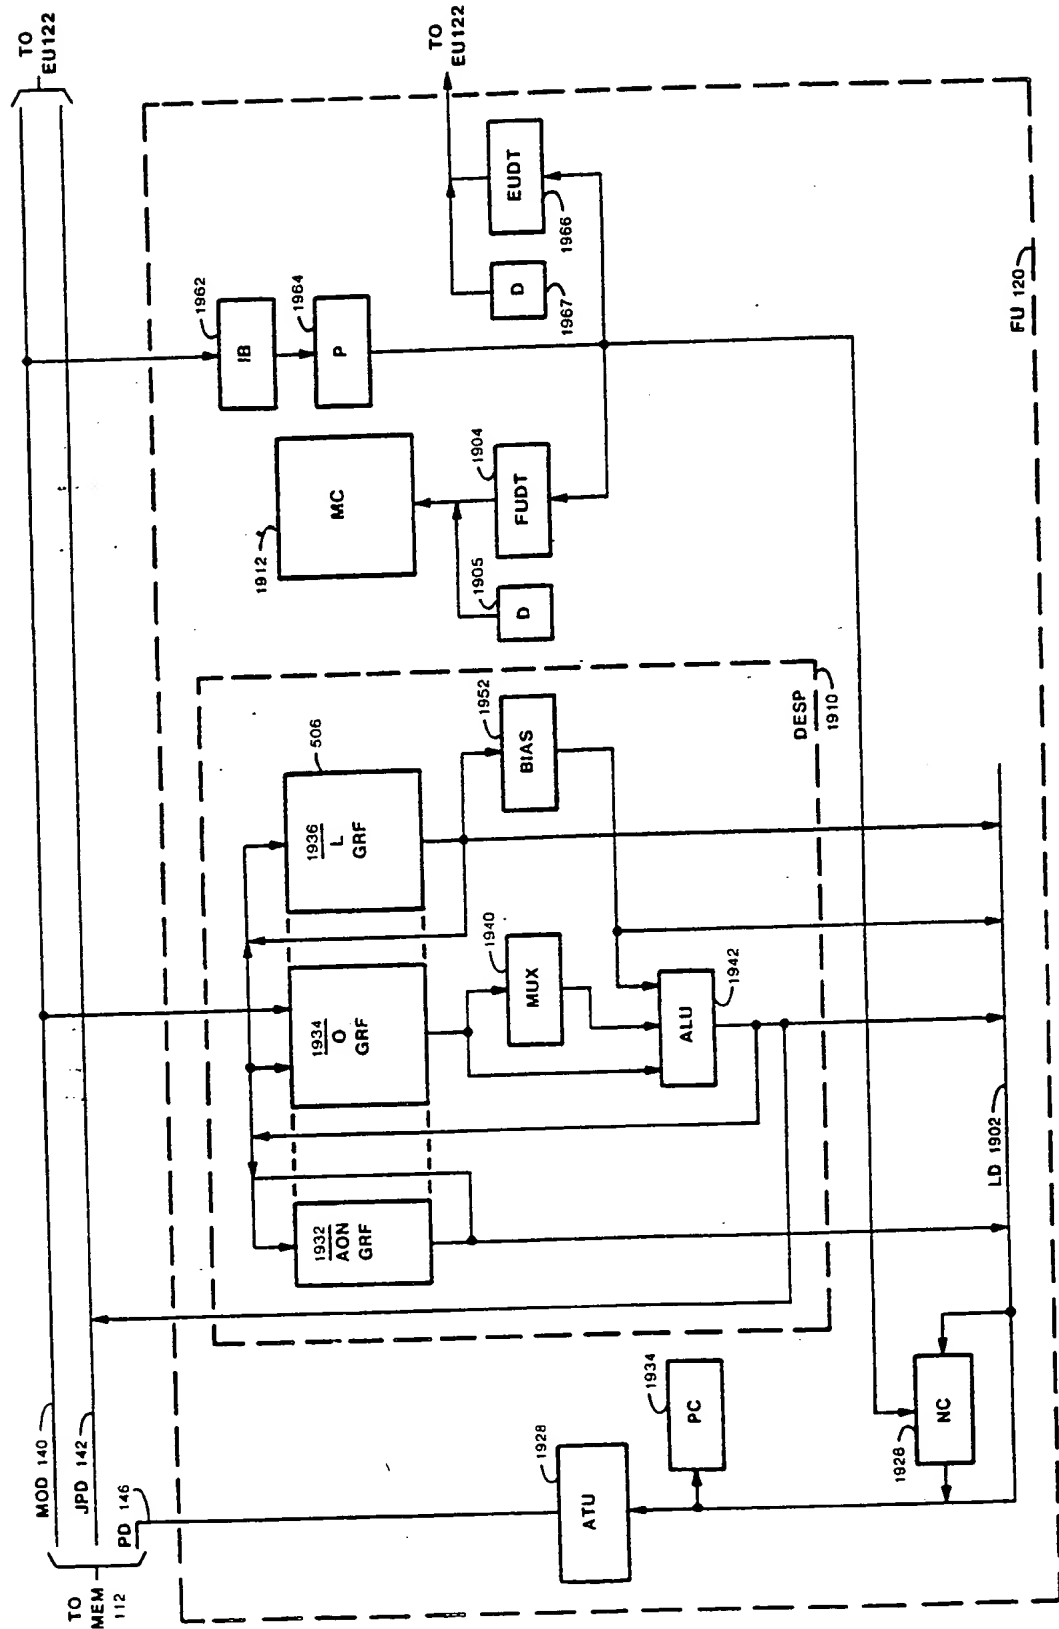 TO
EU122
TO
EU122
MOD 140
JPD 142
PD 146
TO
MEM
112
1962
IB
1964
P
EUDT
1966
D
1967
FU 120
1912
MC
1904
FUDT
1905
D
506
1936
L
GRF
1934
O
GRF
1932
AON
GRF
1952
BIAS
1940
MUX
1942
ALU
DESP
1910
LD 1902
1934
PC
1928
ATU
NC
1926